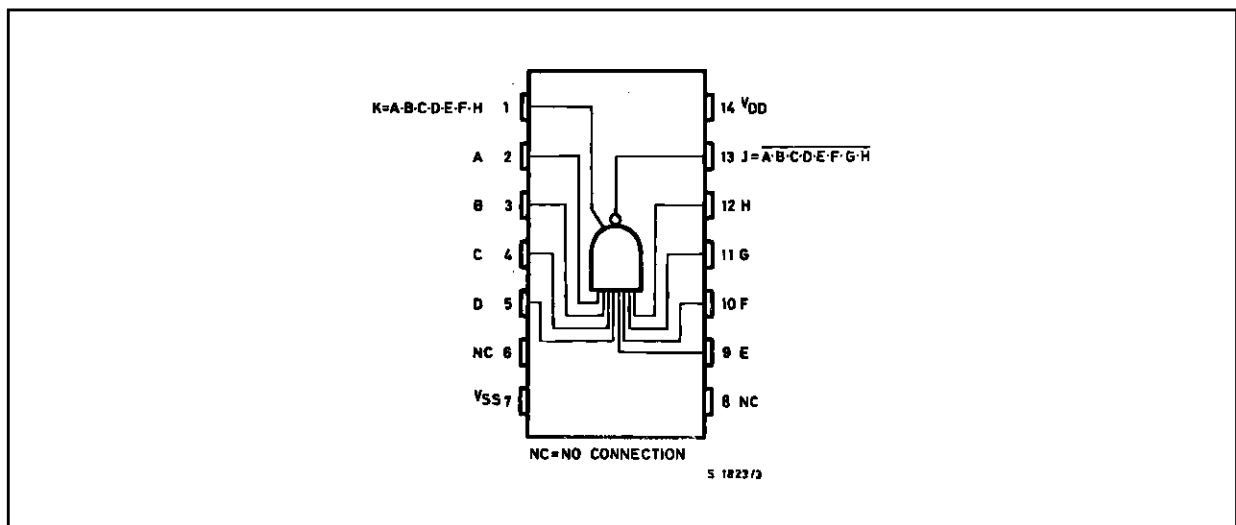 K=A·B·C·D·E·F·H 1
14 VDD
A 2
13 J=A·B·C·D·E·F·G·H
B 3
12 H
C 4
11 G
D 5
10 F
NC 6
9 E
VSS 7
8 NC
NC=NO CONNECTION
S 1823/3